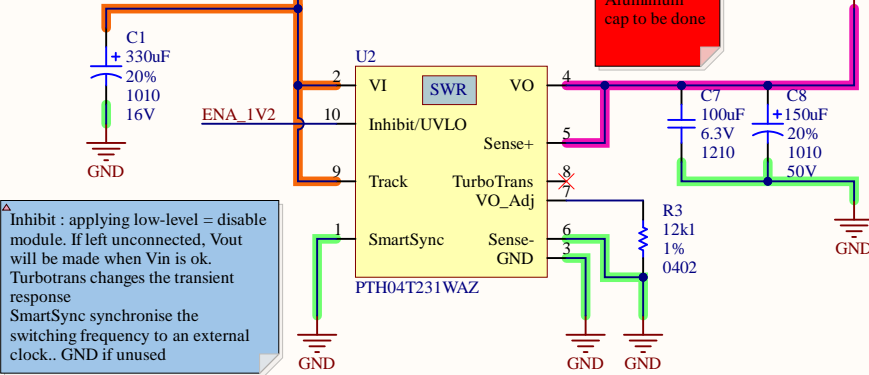 Aluminium
cap to be done
C1
330uF
20%
1010
16V
GND
U2
SWR
2
VI
10
Inhibit/UVLO
ENA_1V2
9
Track
1
SmartSync
VO
4
Sense+
5
TurboTrans
8
VO_Adj
7
Sense-
6
GND
3
PTH04T231WAZ
C7
100uF
6.3V
1210
C8
150uF
20%
1010
50V
GND
R3
12k1
1%
0402
GND
GND
GND
+
+
Inhibit : applying low-level = disable
module. If left unconnected, Vout
will be made when Vin is ok.
Turbotrans changes the transient
response
SmartSync synchronise the
switching frequency to an external
clock.. GND if unused